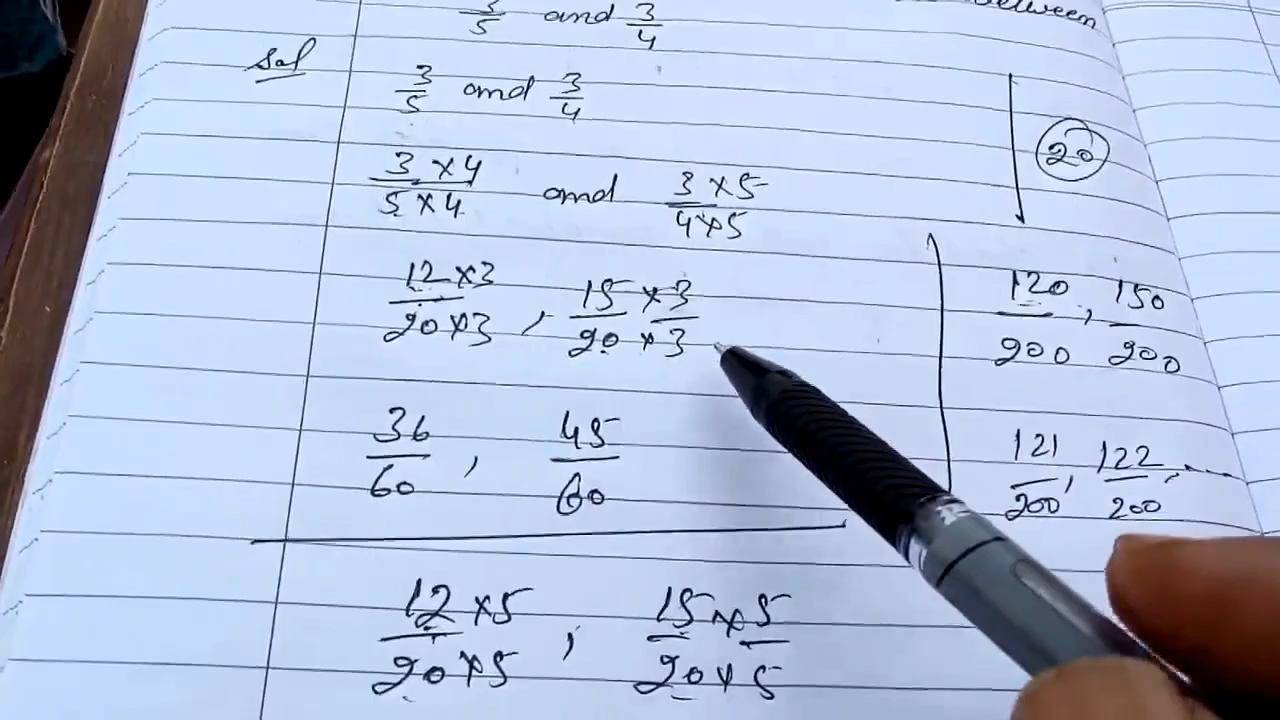 3/5 and 3/4 between
Sol
3/5 and 3/4
20
3 × 4 / 5 × 4 and 3 × 5 / 4 × 5
12 × 3 / 20 × 3 , 15 × 3 / 20 × 3
36 / 60 , 45 / 60
12 × 5 / 20 × 5 , 15 × 5 / 20 × 5
120 / 200 , 150 / 200
121 / 200 , 122 / 200 , ....